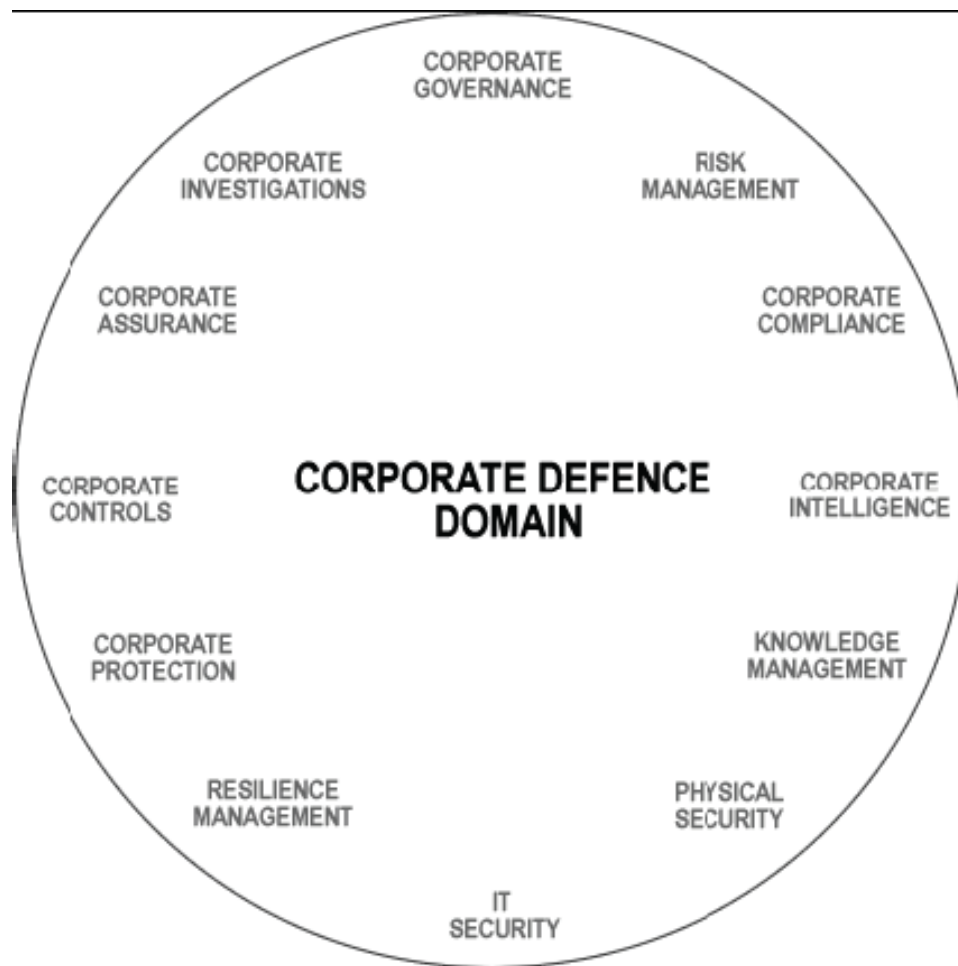 CORPORATE
GOVERNANCE
RISK
MANAGEMENT
CORPORATE
COMPLIANCE
CORPORATE
INTELLIGENCE
KNOWLEDGE
MANAGEMENT
PHYSICAL
SECURITY
IT
SECURITY
RESILIENCE
MANAGEMENT
CORPORATE
PROTECTION
CORPORATE
CONTROLS
CORPORATE
ASSURANCE
CORPORATE
INVESTIGATIONS
CORPORATE DEFENCE
DOMAIN